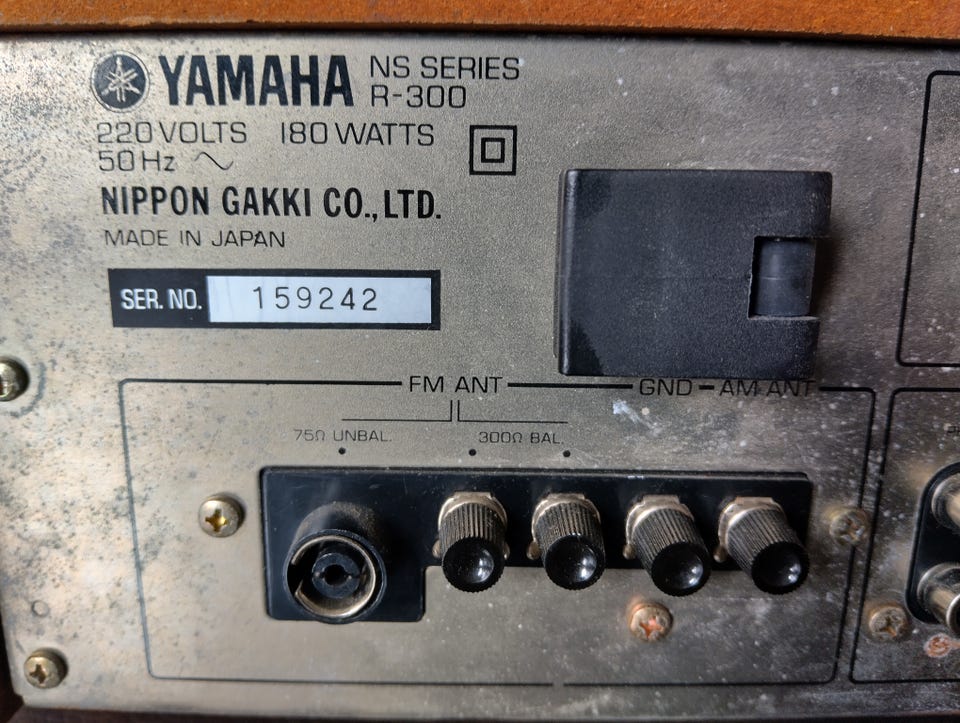 YAMAHA NS SERIES
R-300
220 VOLTS 180 WATTS
50 Hz
NIPPON GAKKI CO., LTD.
MADE IN JAPAN
SER. NO. 159242
FM ANT GND AM ANT
75Ω UNBAL. 300Ω BAL.